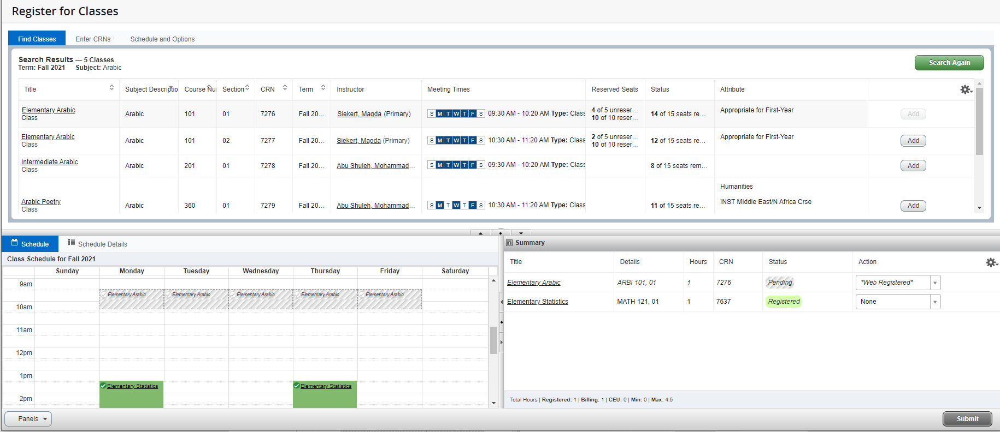 Register for Classes
Find Classes Enter CRNs Schedule and Options
Search Results — 5 Classes
Term: Fall 2021 Subject: Arabic
Search Again
Title Subject Descriptio Course Nu Section CRN Term Instructor Meeting Times Reserved Seats Status Attribute
Elementary Arabic
Class
Arabic 101 01 7276 Fall 20... Siekert, Magda (Primary) S M T W T F S 09:30 AM - 10:20 AM Type: Class
4 of 5 unreser...
10 of 10 reser...
14 of 15 seats re... Appropriate for First-Year Add
Elementary Arabic
Class
Arabic 101 02 7277 Fall 20... Siekert, Magda (Primary) S M T W T F S 10:30 AM - 11:20 AM Type: Class
2 of 5 unreser...
10 of 10 reser...
12 of 15 seats re... Appropriate for First-Year Add
Intermediate Arabic
Class
Arabic 201 01 7278 Fall 20... Abu Shuleh, Mohammad... S M T W T F S 09:30 AM - 10:20 AM Type: Class
8 of 15 seats rem... Add
Arabic Poetry
Class
Arabic 360 01 7279 Fall 20... Abu Shuleh, Mohammad... S M T W T F S 10:30 AM - 11:20 AM Type: Class
11 of 15 seats re...
Humanities
INST Middle East/N Africa Crse
Add
Schedule Schedule Details
Class Schedule for Fall 2021
Sunday Monday Tuesday Wednesday Thursday Friday Saturday
9am
Elementary Arabic Elementary Arabic Elementary Arabic Elementary Arabic Elementary Arabic
10am
11am
12pm
1pm
Elementary Statistics Elementary Statistics
2pm
Summary
Title Details Hours CRN Status Action
Elementary Arabic ARBI 101, 01 1 7276 Pending *Web Registered*
Elementary Statistics MATH 121, 01 1 7637 Registered None
Total Hours | Registered: 1 | Billing: 1 | CEU: 0 | Min: 0 | Max: 4.5
Panels
Submit